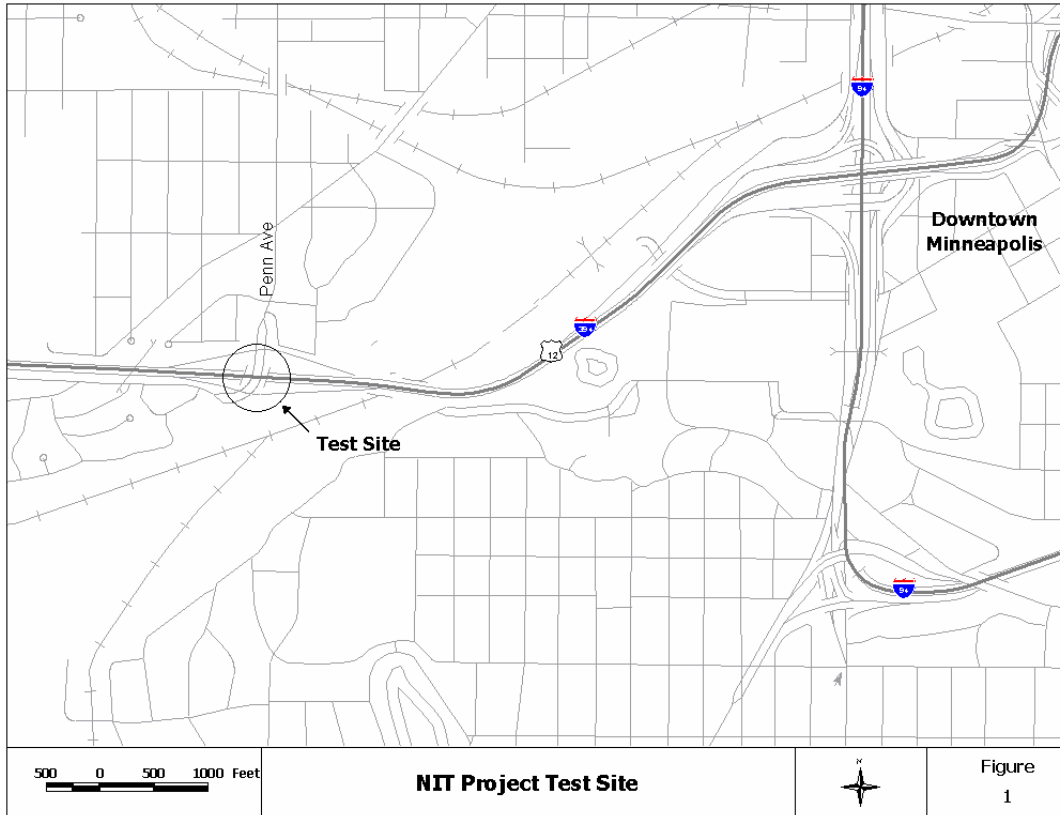 94
Downtown
Minneapolis
Penn Ave
394
12
Test Site
94
500 0 500 1000 Feet
NIT Project Test Site
N
Figure
1